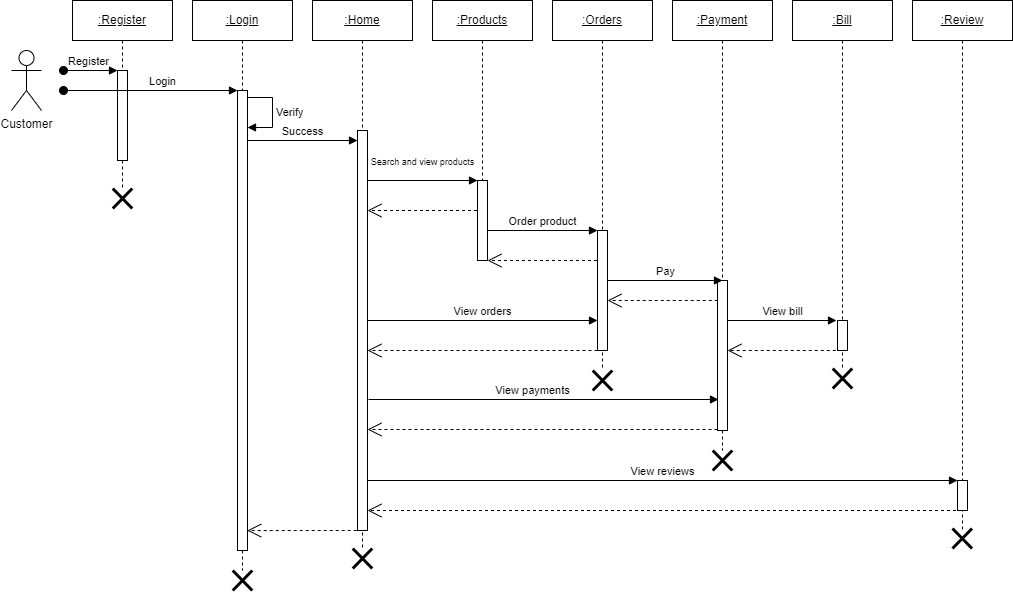 :Register
:Login
:Home
:Products
:Orders
:Payment
:Bill
:Review
Register
Login
Customer
Verify
Success
Search and view products
Order product
Pay
View orders
View bill
View payments
View reviews